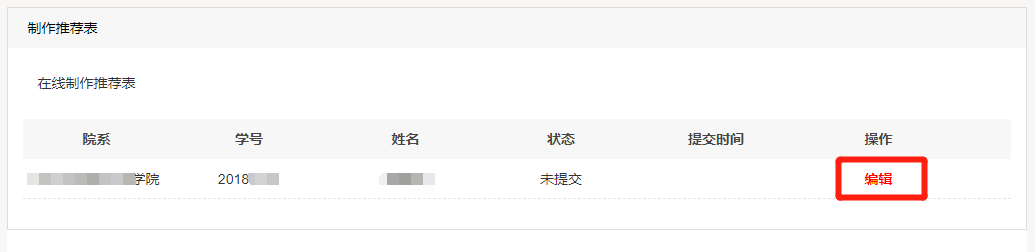 制作推荐表
在线制作推荐表
院系 学号 姓名 状态 提交时间 操作
学院 2018 未提交 编辑